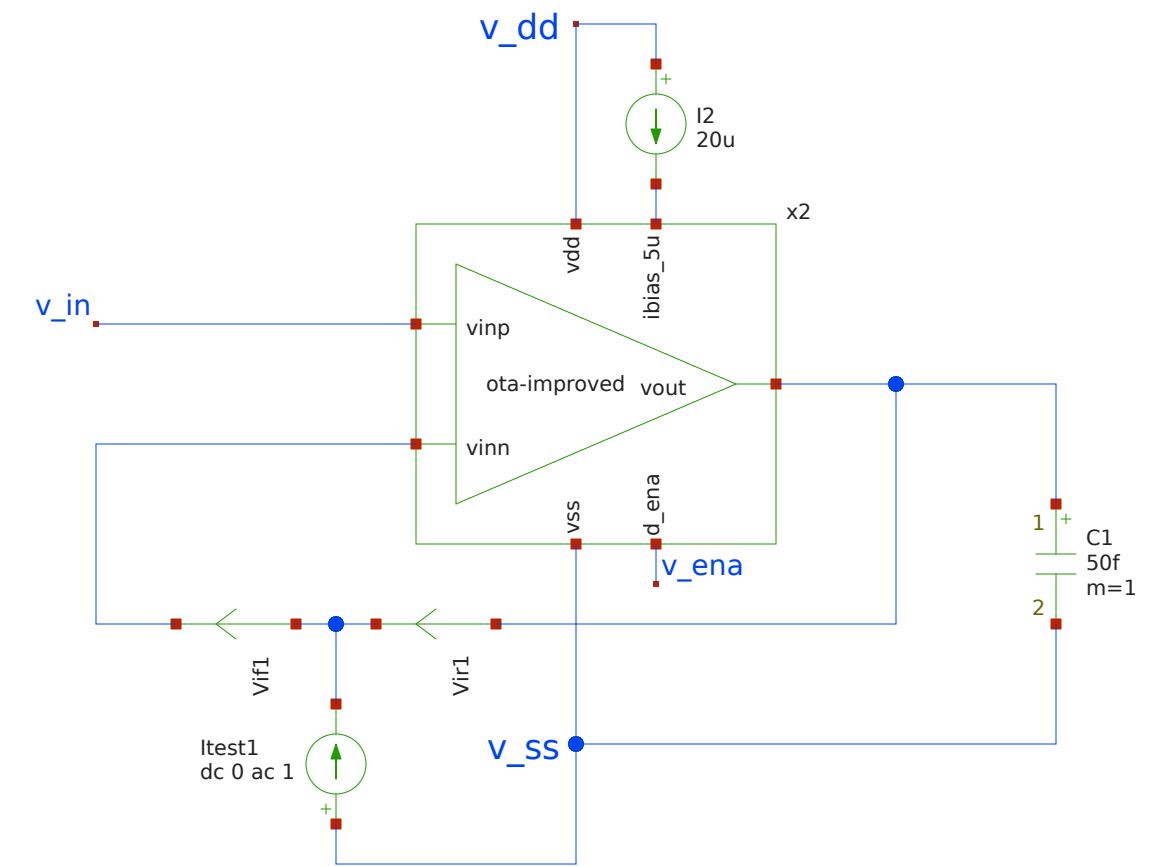 v_dd
+
I2
20u
x2
vdd
ibias_5u
v_in
vinp
ota-improved
vout
vinn
vss
d_ena
v_ena
1
+
C1
50f
m=1
2
Vif1
Vir1
v_ss
Itest1
dc 0 ac 1
+